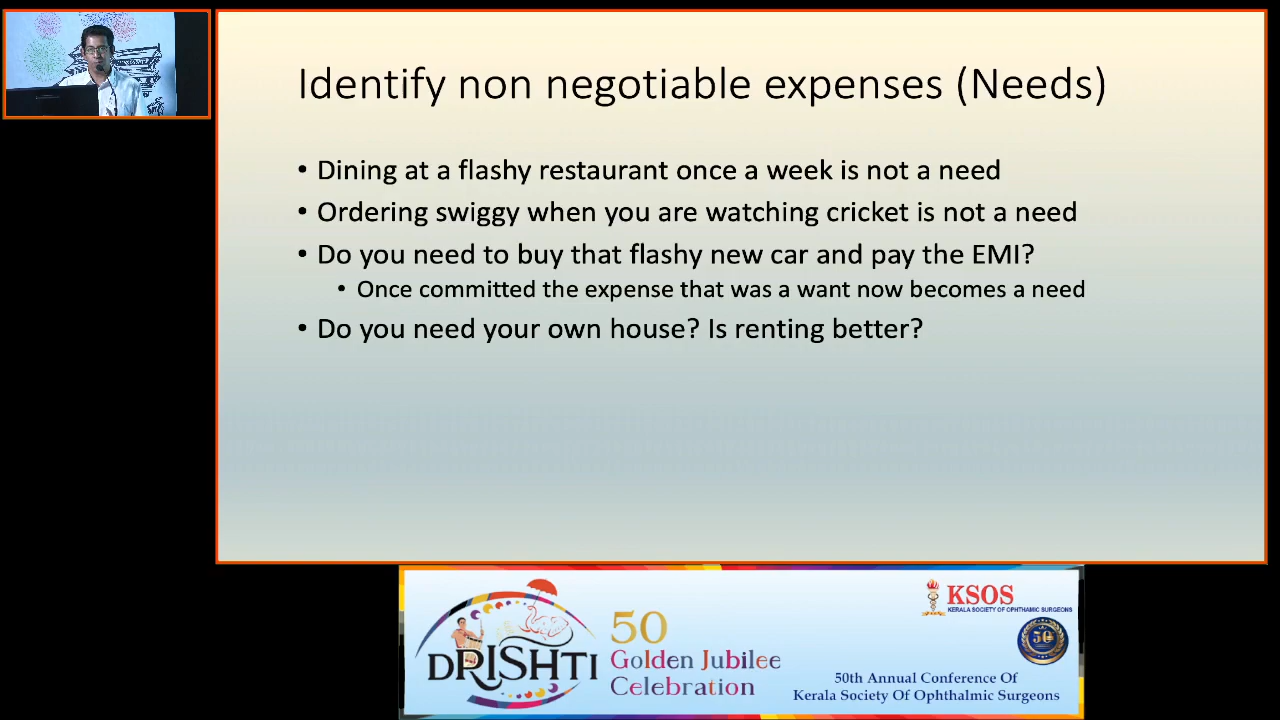 Identify non negotiable expenses (Needs)
• Dining at a flashy restaurant once a week is not a need
• Ordering swiggy when you are watching cricket is not a need
• Do you need to buy that flashy new car and pay the EMI?
• Once committed the expense that was a want now becomes a need
• Do you need your own house? Is renting better?
DRISHTI
50
Golden Jubilee
Celebration
KSOS
KERALA SOCIETY OF OPHTHAMIC SURGEONS
50
50th Annual Conference Of
Kerala Society Of Ophthalmic Surgeons